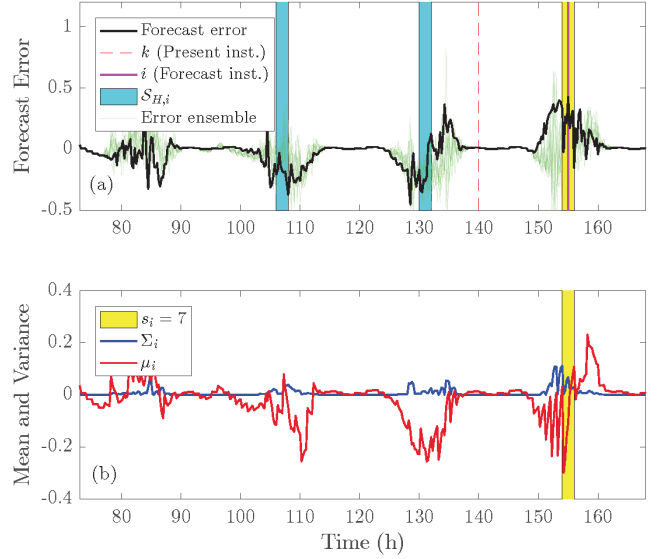 1
0.5
0
-0.5
Forecast Error
Forecast error
k (Present inst.)
i (Forecast inst.)
S_{H,i}
Error ensemble
(a)
80 90 100 110 120 130 140 150 160
0.4
0.2
0
-0.2
-0.4
Mean and Variance
s_i = 7
Σ_i
μ_i
(b)
80 90 100 110 120 130 140 150 160
Time (h)